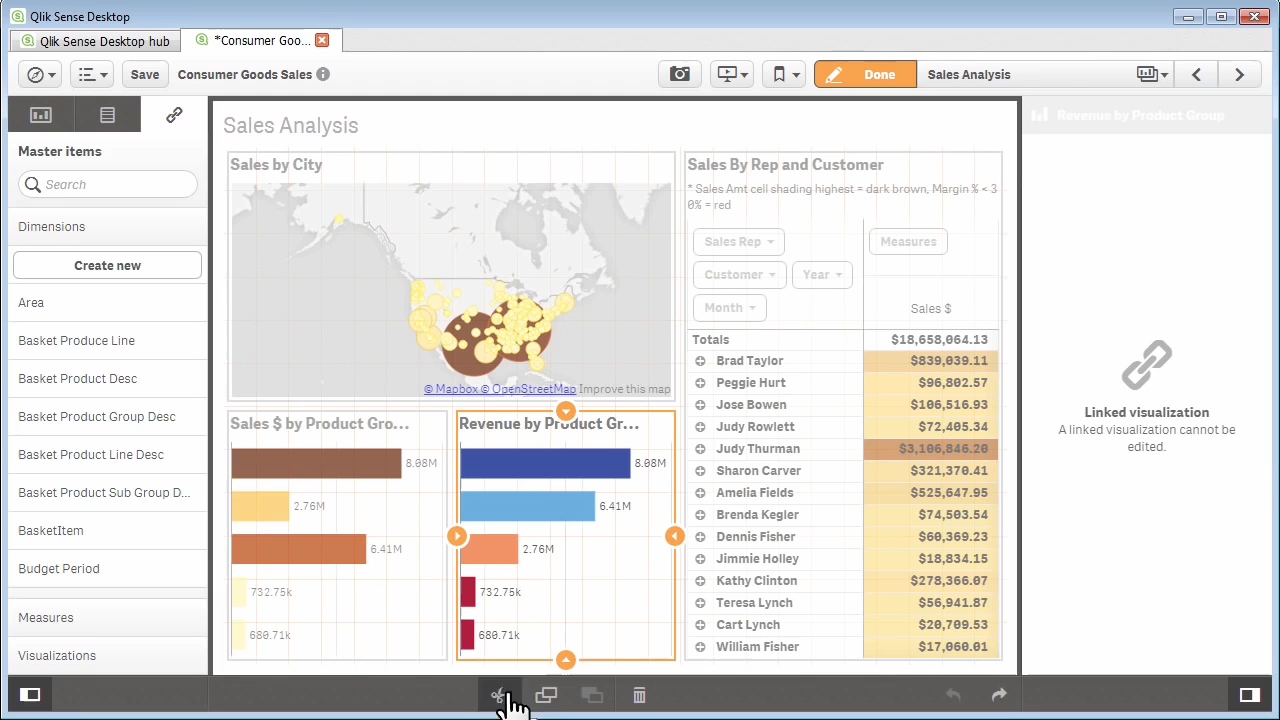 Qlik Sense Desktop
Qlik Sense Desktop hub
*Consumer Goo...
Save
Consumer Goods Sales
Done
Sales Analysis
Master items
Search
Dimensions
Create new
Area
Basket Produce Line
Basket Product Desc
Basket Product Group Desc
Basket Product Line Desc
Basket Product Sub Group D...
BasketItem
Budget Period
Measures
Visualizations
Sales Analysis
Sales by City
© Mapbox © OpenStreetMap Improve this map
Sales $ by Product Gro...
8.08M
2.76M
6.41M
732.75k
680.71k
Revenue by Product Gr...
8.08M
6.41M
2.76M
732.75k
680.71k
Sales By Rep and Customer
* Sales Amt cell shading highest = dark brown, Margin % < 3
0% = red
Sales Rep
Measures
Customer
Year
Month
Sales $
Totals $18,658,064.13
Brad Taylor $839,039.11
Peggie Hurt $96,802.57
Jose Bowen $106,516.93
Judy Rowlett $72,405.34
Judy Thurman $3,106,846.20
Sharon Carver $321,370.41
Amelia Fields $525,647.95
Brenda Kegler $74,503.54
Dennis Fisher $60,369.23
Jimmie Holley $18,834.15
Kathy Clinton $278,366.07
Teresa Lynch $56,941.87
Cart Lynch $20,709.53
William Fisher $17,060.01
Revenue by Product Group
Linked visualization
A linked visualization cannot be
edited.